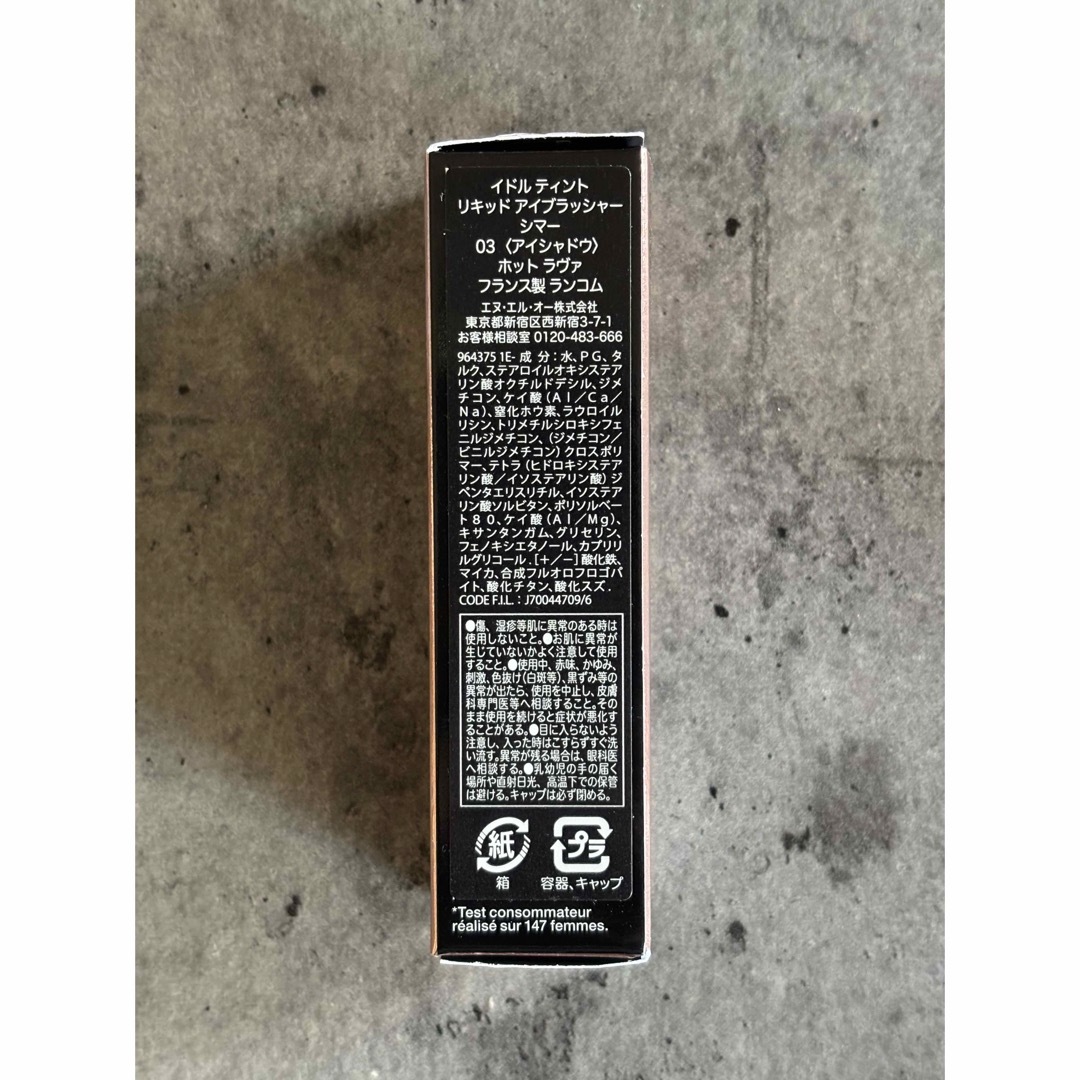 イドル ティント
リキッド アイブラッシャー
シマー
03〈アイシャドウ〉
ホット ラヴァ
フランス製 ランコム
エヌ・エル・オー株式会社
東京都新宿区西新宿3-7-1
お客様相談室 0120-483-666
964375 1E- 成 分：水、ＰＧ、タ
ルク、ステアロイルオキシステア
リン酸オクチルドデシル、ジメ
チコン、ケイ酸（Ａｌ／Ｃａ／
Ｎａ）、窒化ホウ素、ラウロイル
リシン、トリメチルシロキシフェ
ニルジメチコン、（ジメチコン／
ビニルジメチコン）クロスポリ
マー、テトラ（ヒドロキシステア
リン酸／イソステアリン酸）ジ
ペンタエリスリチル、イソステア
リン酸ソルビタン、ポリソルベー
ト８０、ケイ酸（Ａｌ／Ｍｇ）、
キサンタンガム、グリセリン、
フェノキシエタノール、カプリリ
ルグリコール．［＋／－］酸化鉄、
マイカ、合成フルオロフロゴパ
イト、酸化チタン、酸化スズ．
CODE F.I.L. : J70044709/6
●傷、湿疹等肌に異常のある時は
使用しないこと。●お肌に異常が
生じていないかよく注意して使用
すること。●使用中、赤味、かゆみ、
刺激、色抜け（白斑等）、黒ずみ等の
異常が出たら、使用を中止し、皮膚
科専門医等へ相談すること。その
まま使用を続けると症状が悪化す
ることがある。●目に入らないよう
注意し、入った時はこすらずすぐ洗
い流す。異常が残る場合は、眼科医
へ相談する。●乳幼児の手の届く
場所や直射日光、高温下での保管
は避ける。キャップは必ず閉める。
紙 プラ
箱 容器、キャップ
*Test consommateur
réalisé sur 147 femmes.